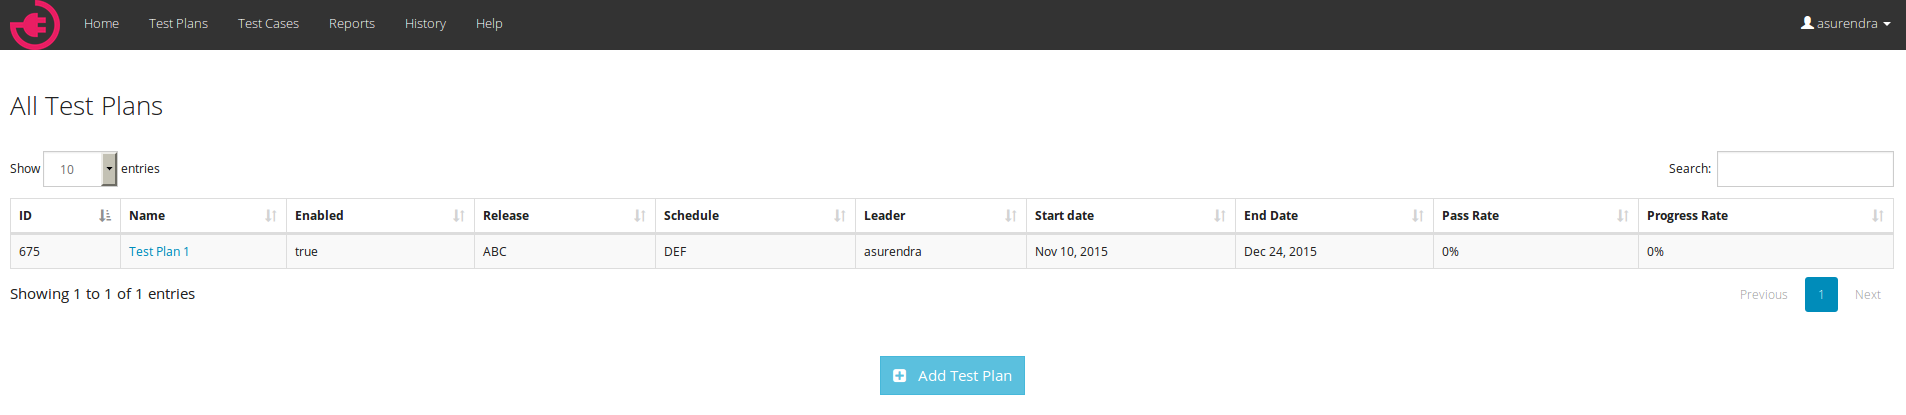 Home Test Plans Test Cases Reports History Help asurendra
All Test Plans
Show 10 entries Search:
ID Name Enabled Release Schedule Leader Start date End Date Pass Rate Progress Rate
675 Test Plan 1 true ABC DEF asurendra Nov 10, 2015 Dec 24, 2015 0% 0%
Showing 1 to 1 of 1 entries Previous 1 Next
Add Test Plan